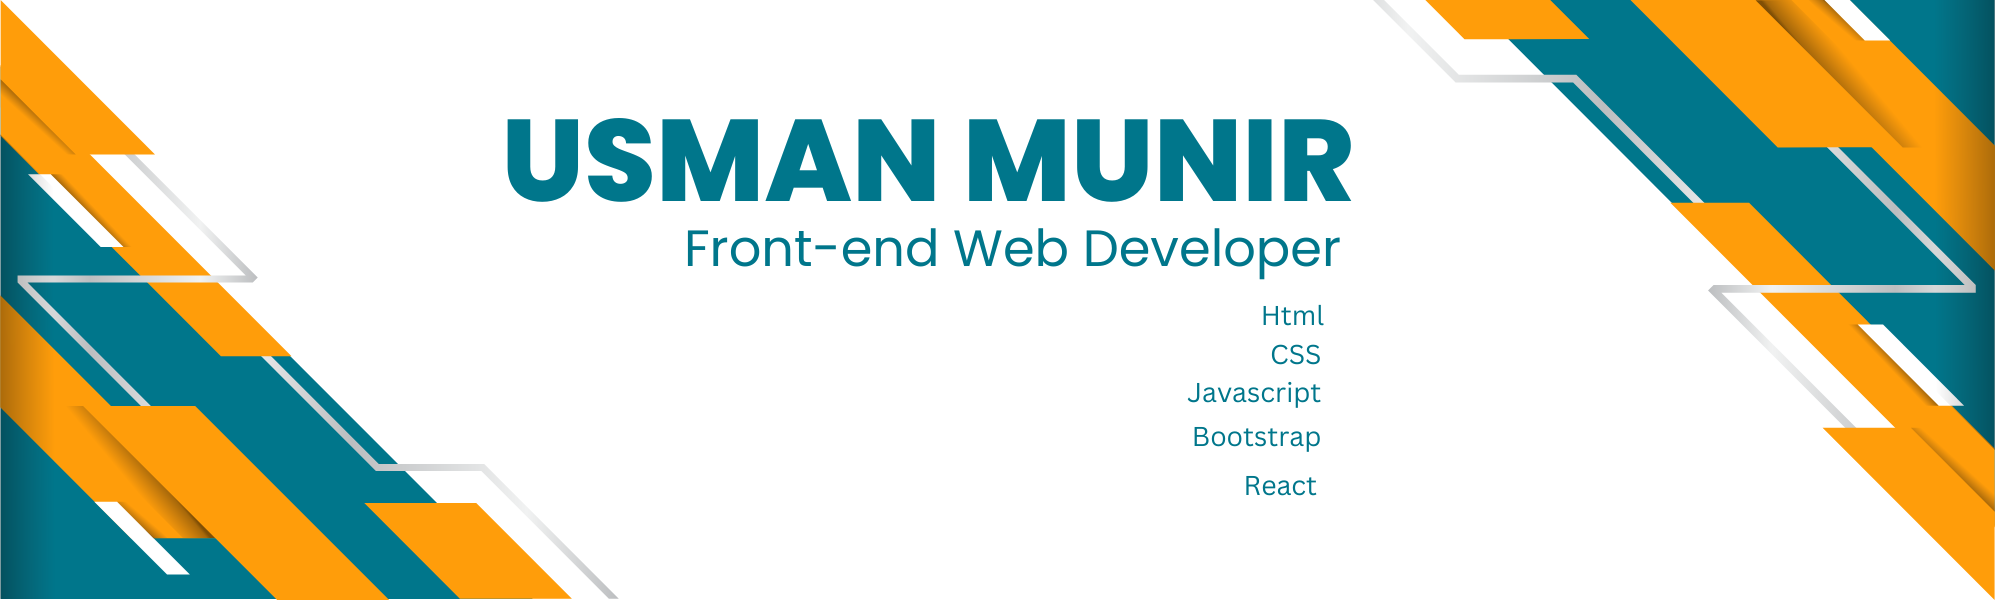 USMAN MUNIR
Front-end Web Developer
Html
CSS
Javascript
Bootstrap
React